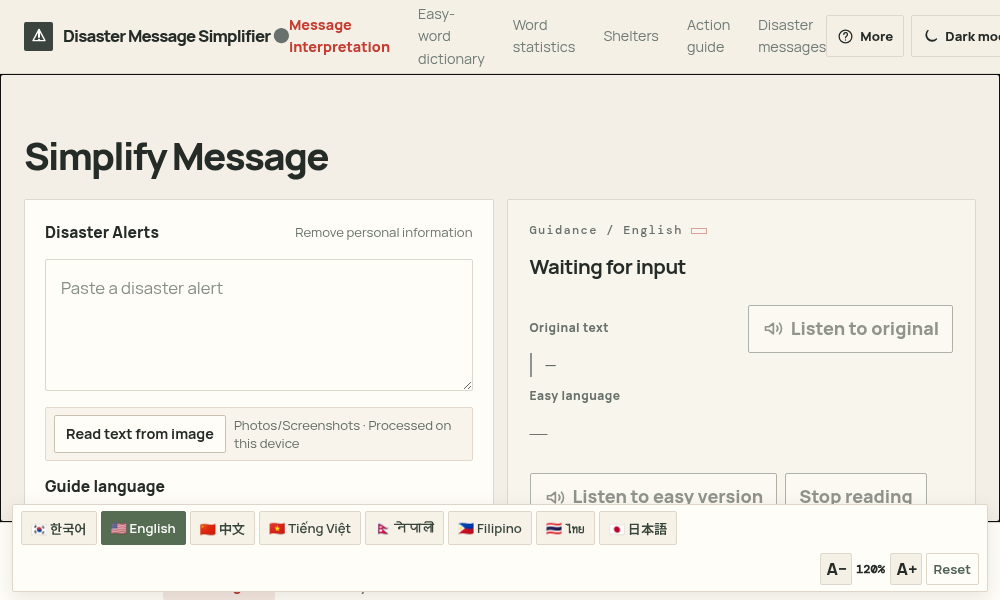 Disaster Message Simplifier
Message
interpretation
Easy-
word
dictionary
Word
statistics
Shelters
Action
guide
Disaster
messages
More
Dark mo
Simplify Message
Disaster Alerts
Remove personal information
Paste a disaster alert
Read text from image
Photos/Screenshots · Processed on
this device
Guide language
Guidance / English
Waiting for input
Original text
Listen to original
—
Easy language
—
Listen to easy version
Stop reading
한국어
English
中文
Tiếng Việt
नेपाली
Filipino
ไทย
日本語
A−
120%
A+
Reset